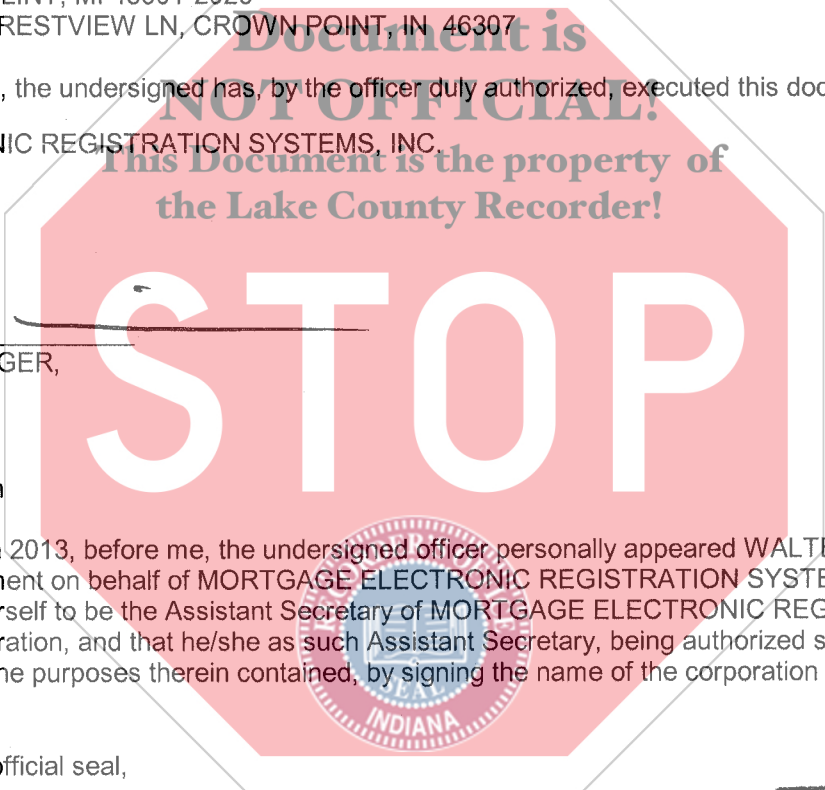 RESTVIEW LN, CROWN POINT, IN 46307
Document is
, the undersigned has, by the officer duly authorized, executed this doc
NOT OFFICIAL!
NIC REGISTRATION SYSTEMS, INC.
This Document is the property of
the Lake County Recorder!
STOP
GER,
2013, before me, the undersigned officer personally appeared WALTE
ent on behalf of MORTGAGE ELECTRONIC REGISTRATION SYSTE
rself to be the Assistant Secretary of MORTGAGE ELECTRONIC REG
ration, and that he/she as such Assistant Secretary, being authorized s
he purposes therein contained, by signing the name of the corporation
SEAL
INDIANA
official seal,